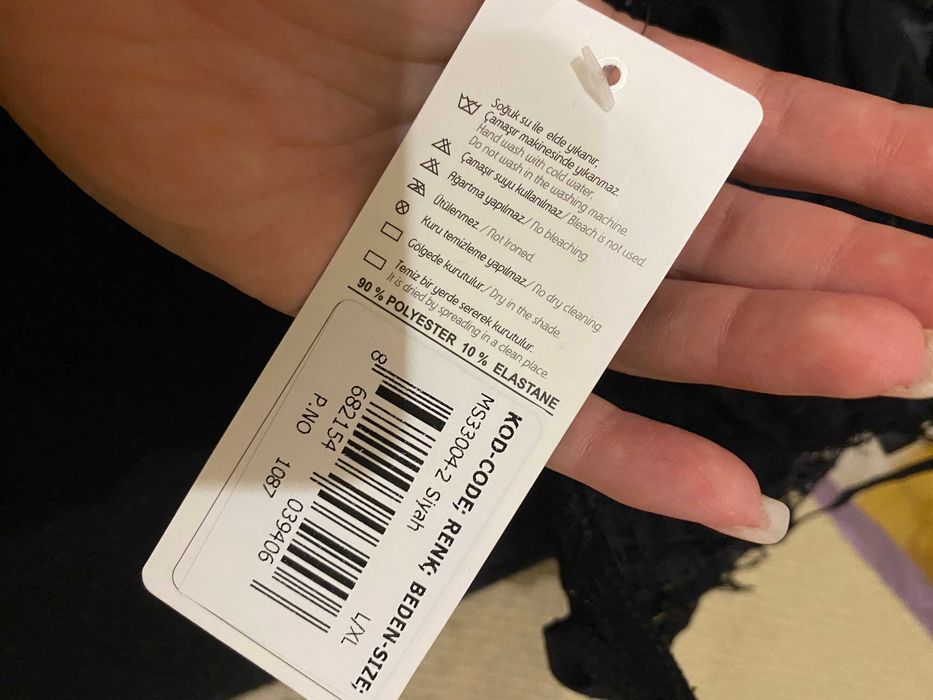 Soğuk su ile elde yıkanır,
Çamaşır makinesinde yıkanmaz.
Hand wash with cold water,
Do not wash in the washing machine.
Çamaşır suyu kullanılmaz / Bleach is not used.
Ağartma yapılmaz / No bleaching.
Ütülenmez. / Not Ironed.
Kuru temizleme yapılmaz / No dry cleaning
Gölgede kurutulur. / Dry in the shade.
Temiz bir yerde sererek kurutulur.
It is dried by spreading in a clean place.
90 % POLYESTER 10 % ELASTANE
KOD-CODE; RENK; BEDEN-SIZE;
MS33004-2 Siyah L/XL
8 682154 039406
P.NO 1087